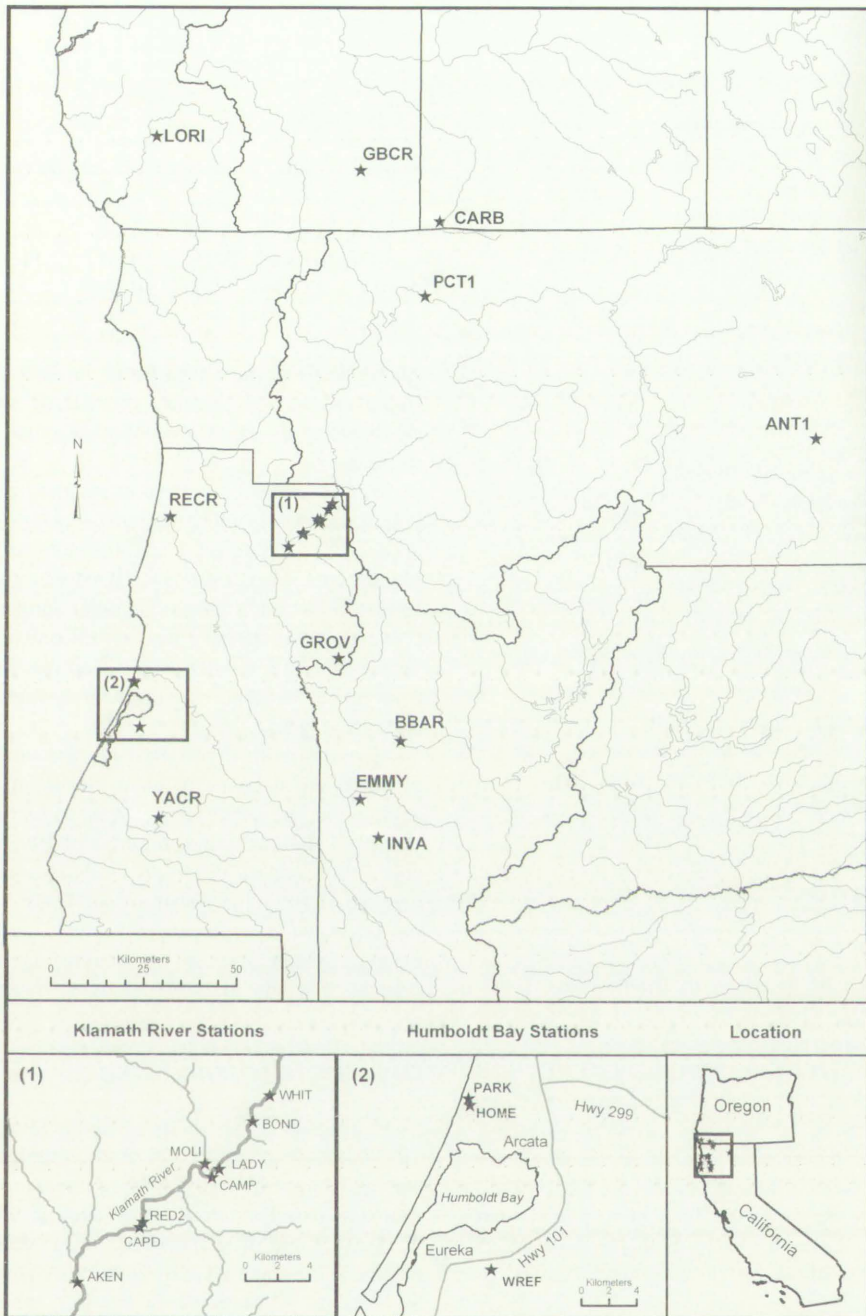 LORI
GBCR
CARB
PCT1
ANT1
N
RECR
(1)
GROV
(2)
BBAR
EMMY
YACR
INVA
Kilometers
0 25 50
Klamath River Stations
Humboldt Bay Stations
Location
(1)
WHIT
BOND
MOLI
LADY
CAMP
Klamath River
RED2
CAPD
AKEN
Kilometers
0 2 4
(2)
PARK
HOME
Hwy 299
Arcata
Humboldt Bay
Eureka
Hwy 101
WREF
Kilometers
0 2 4
Oregon
California